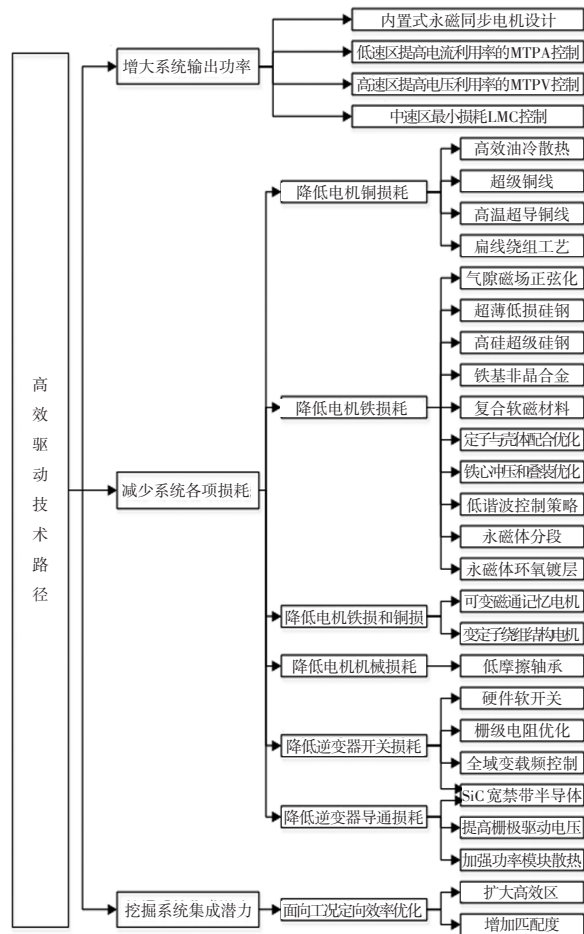 高效驱动技术路径
增大系统输出功率
内置式永磁同步电机设计
低速区提高电流利用率的MTPA控制
高速区提高电压利用率的MTPV控制
中速区最小损耗LMC控制
减少系统各项损耗
降低电机铜损耗
高效油冷散热
超级铜线
高温超导铜线
扁线绕组工艺
降低电机铁损耗
气隙磁场正弦化
超薄低损硅钢
高硅超级硅钢
铁基非晶合金
复合软磁材料
定子与壳体配合优化
铁心冲压和叠装优化
低谐波控制策略
永磁体分段
永磁体环氧镀层
降低电机铁损和铜损
可变磁通记忆电机
变定子绕组结构电机
降低电机机械损耗
低摩擦轴承
降低逆变器开关损耗
硬件软开关
栅级电阻优化
全域变载频控制
SiC宽禁带半导体
降低逆变器导通损耗
提高栅极驱动电压
加强功率模块散热
挖掘系统集成潜力
面向工况定向效率优化
扩大高效区
增加匹配度